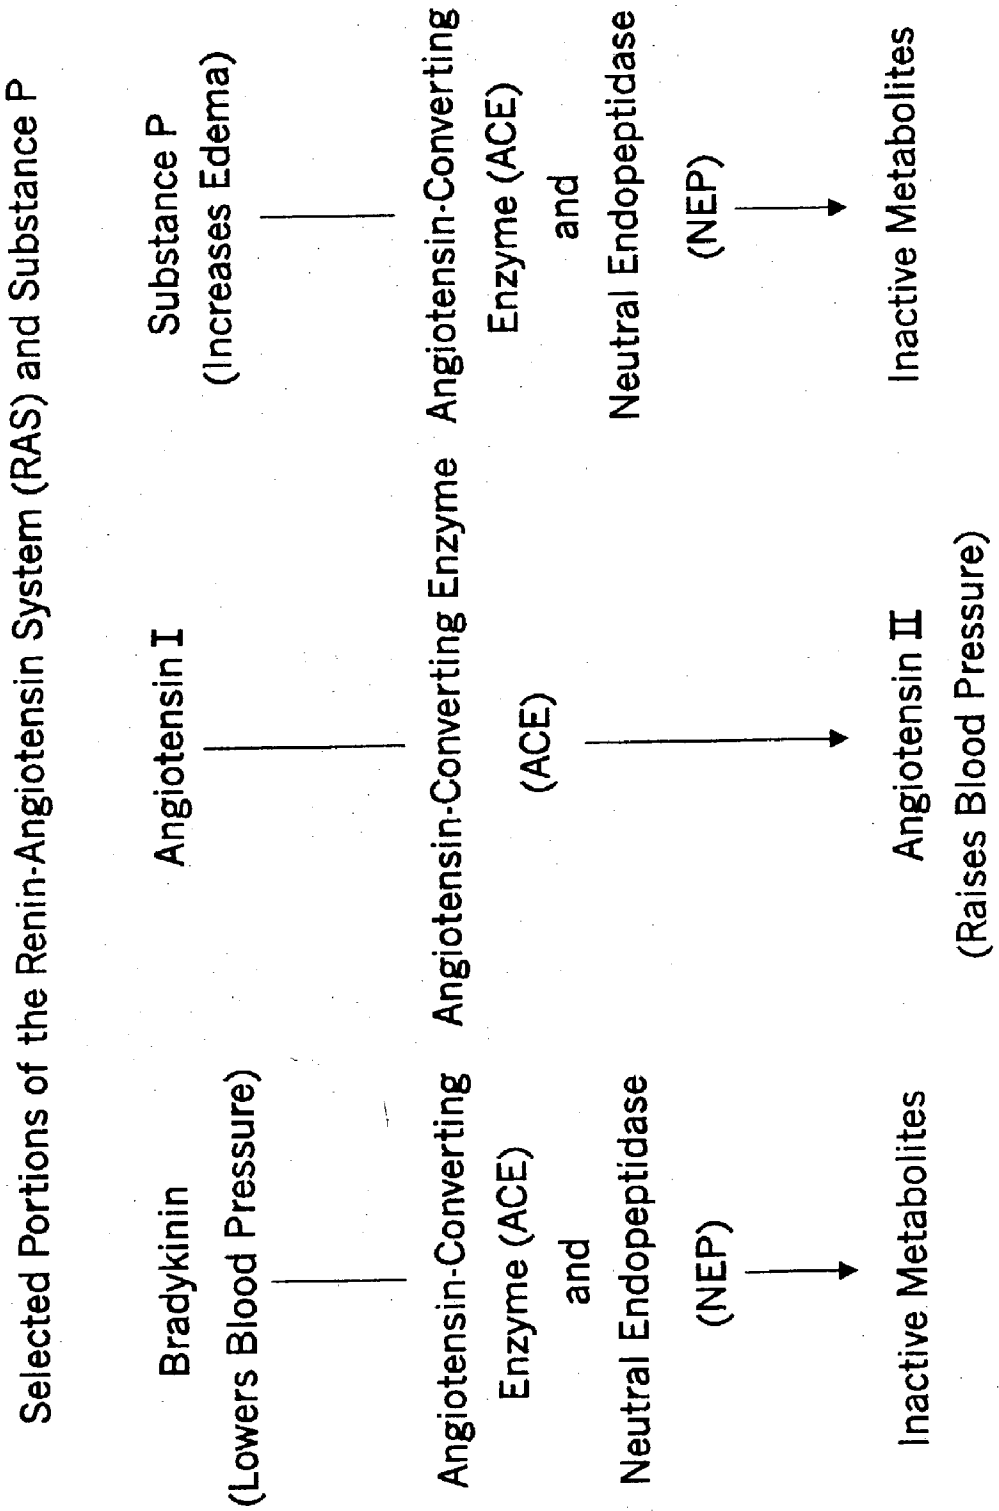 Selected Portions of the Renin-Angiotensin System (RAS) and Substance P
Bradykinin
(Lowers Blood Pressure)
Angiotensin-Converting
Enzyme (ACE)
and
Neutral Endopeptidase
(NEP)
Inactive Metabolites
Angiotensin I
Angiotensin-Converting Enzyme
(ACE)
Angiotensin II
(Raises Blood Pressure)
Substance P
(Increases Edema)
Angiotensin-Converting
Enzyme (ACE)
and
Neutral Endopeptidase
(NEP)
Inactive Metabolites